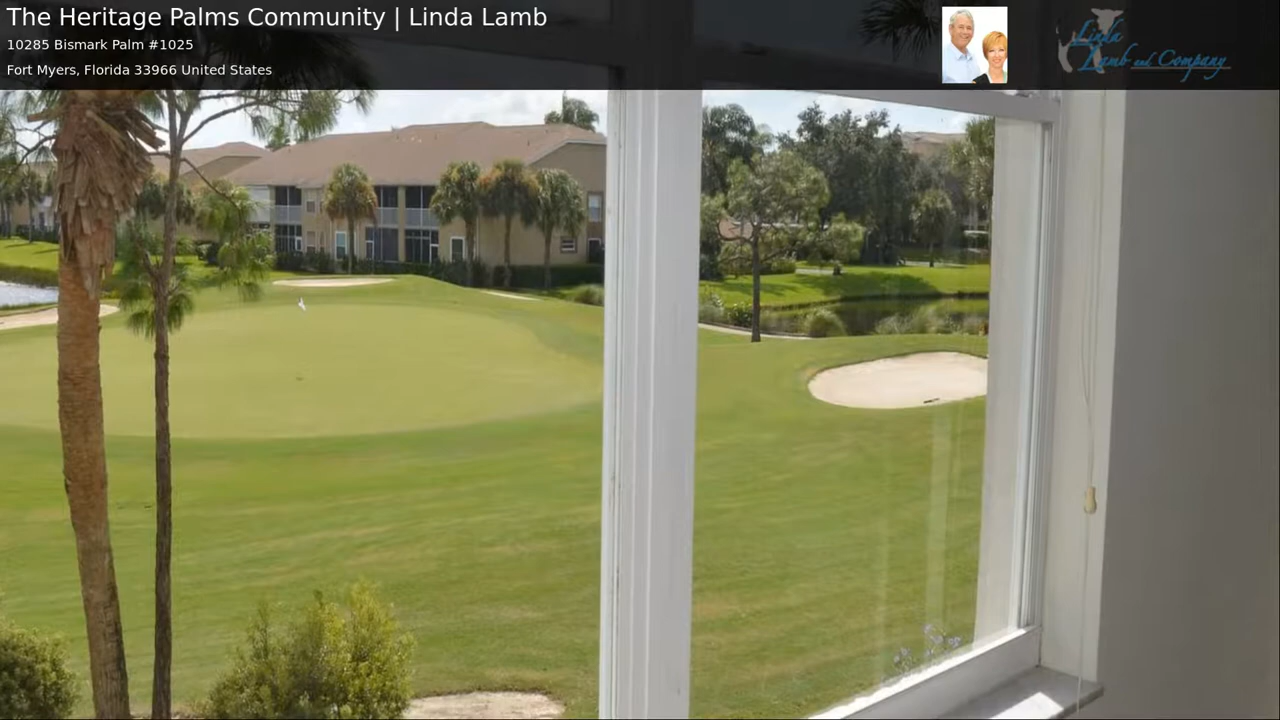 The Heritage Palms Community | Linda Lamb
10285 Bismark Palm #1025
Fort Myers, Florida 33966 United States
Linda
Lamb and Company